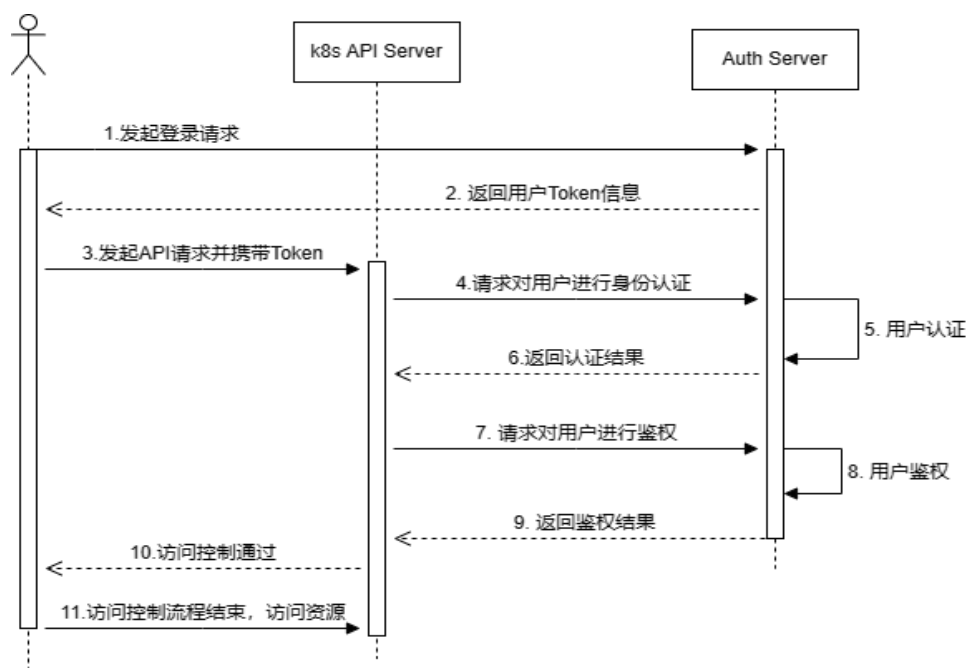 k8s API Server
Auth Server
1.发起登录请求
2. 返回用户Token信息
3.发起API请求并携带Token
4.请求对用户进行身份认证
5. 用户认证
6.返回认证结果
7. 请求对用户进行鉴权
8. 用户鉴权
9. 返回鉴权结果
10.访问控制通过
11.访问控制流程结束，访问资源